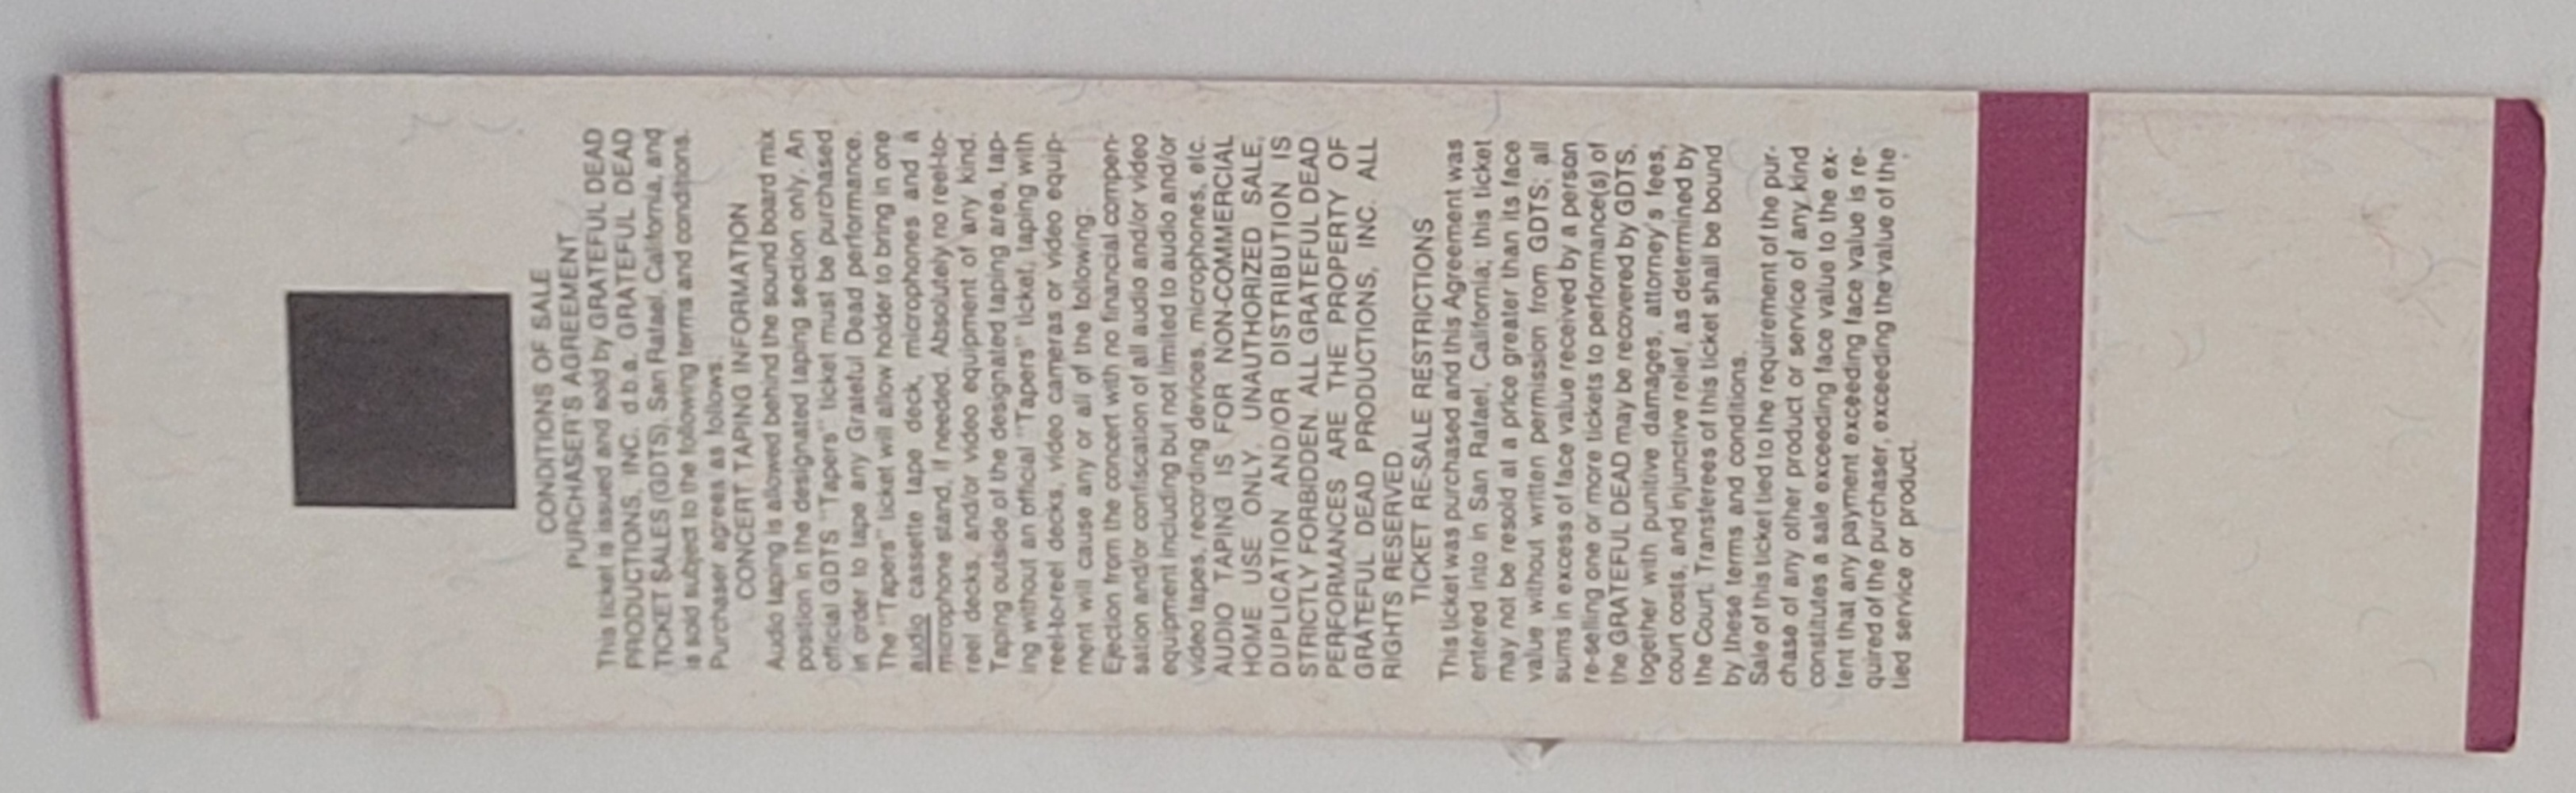 CONDITIONS OF SALE
PURCHASER'S AGREEMENT
This ticket is issued and sold by GRATEFUL DEAD
PRODUCTIONS, INC. d.b.a. GRATEFUL DEAD
TICKET SALES (GDTS), San Rafael, California, and
is sold subject to the following terms and conditions.
Purchaser agrees as follows:
CONCERT TAPING INFORMATION
Audio taping is allowed behind the sound board mix
position in the designated taping section only. An
official GDTS "Tapers" ticket must be purchased
in order to tape any Grateful Dead performance.
The "Tapers" ticket will allow holder to bring in one
audio cassette tape deck, microphones and a
microphone stand, if needed. Absolutely no reel-to-
reel decks, and/or video equipment of any kind.
Taping outside of the designated taping area, tap-
ing without an official "Tapers" ticket, taping with
reel-to-reel decks, video cameras or video equip-
ment will cause any or all of the following:
Ejection from the concert with no financial compen-
sation and/or confiscation of all audio and/or video
equipment including but not limited to audio and/or
video tapes, recording devices, microphones, etc.
AUDIO TAPING IS FOR NON-COMMERCIAL
HOME USE ONLY, UNAUTHORIZED SALE,
DUPLICATION AND/OR DISTRIBUTION IS
STRICTLY FORBIDDEN. ALL GRATEFUL DEAD
PERFORMANCES ARE THE PROPERTY OF
GRATEFUL DEAD PRODUCTIONS, INC. ALL
RIGHTS RESERVED.
TICKET RE-SALE RESTRICTIONS
This ticket was purchased and this Agreement was
entered into in San Rafael, California; this ticket
may not be resold at a price greater than its face
value without written permission from GDTS; all
sums in excess of face value received by a person
re-selling one or more tickets to performance(s) of
the GRATEFUL DEAD may be recovered by GDTS,
together with punitive damages, attorney's fees,
court costs, and injunctive relief, as determined by
the Court. Transferees of this ticket shall be bound
by these terms and conditions.
Sale of this ticket tied to the requirement of the pur-
chase of any other product or service of any kind
constitutes a sale exceeding face value to the ex-
tent that any payment exceeding face value is re-
quired of the purchaser, exceeding the value of the
tied service or product.